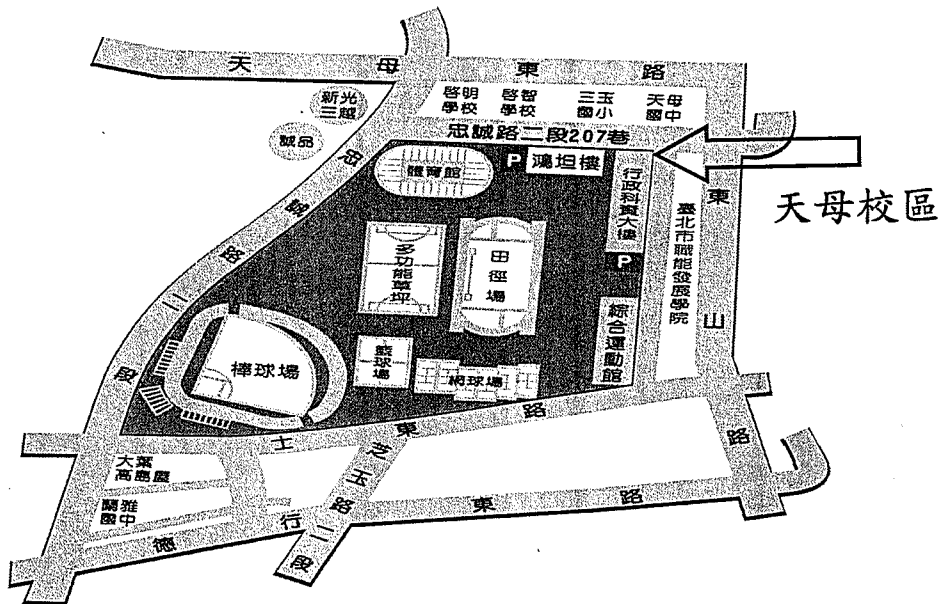 天母東路
新光
三越
誠品
啓明
學校
啓智
學校
三玉
國小
天母
國中
忠誠路二段207巷
忠誠路二段
體育館
P
鴻坦樓
行政科資大樓
天母校區
臺北市職能發展學院
東山路
多功能草坪
田徑場
P
綜合運動館
棒球場
籃球場
網球場
士東路
大葉
高島屋
蘭雅
國中
芝玉路二段
德行東路